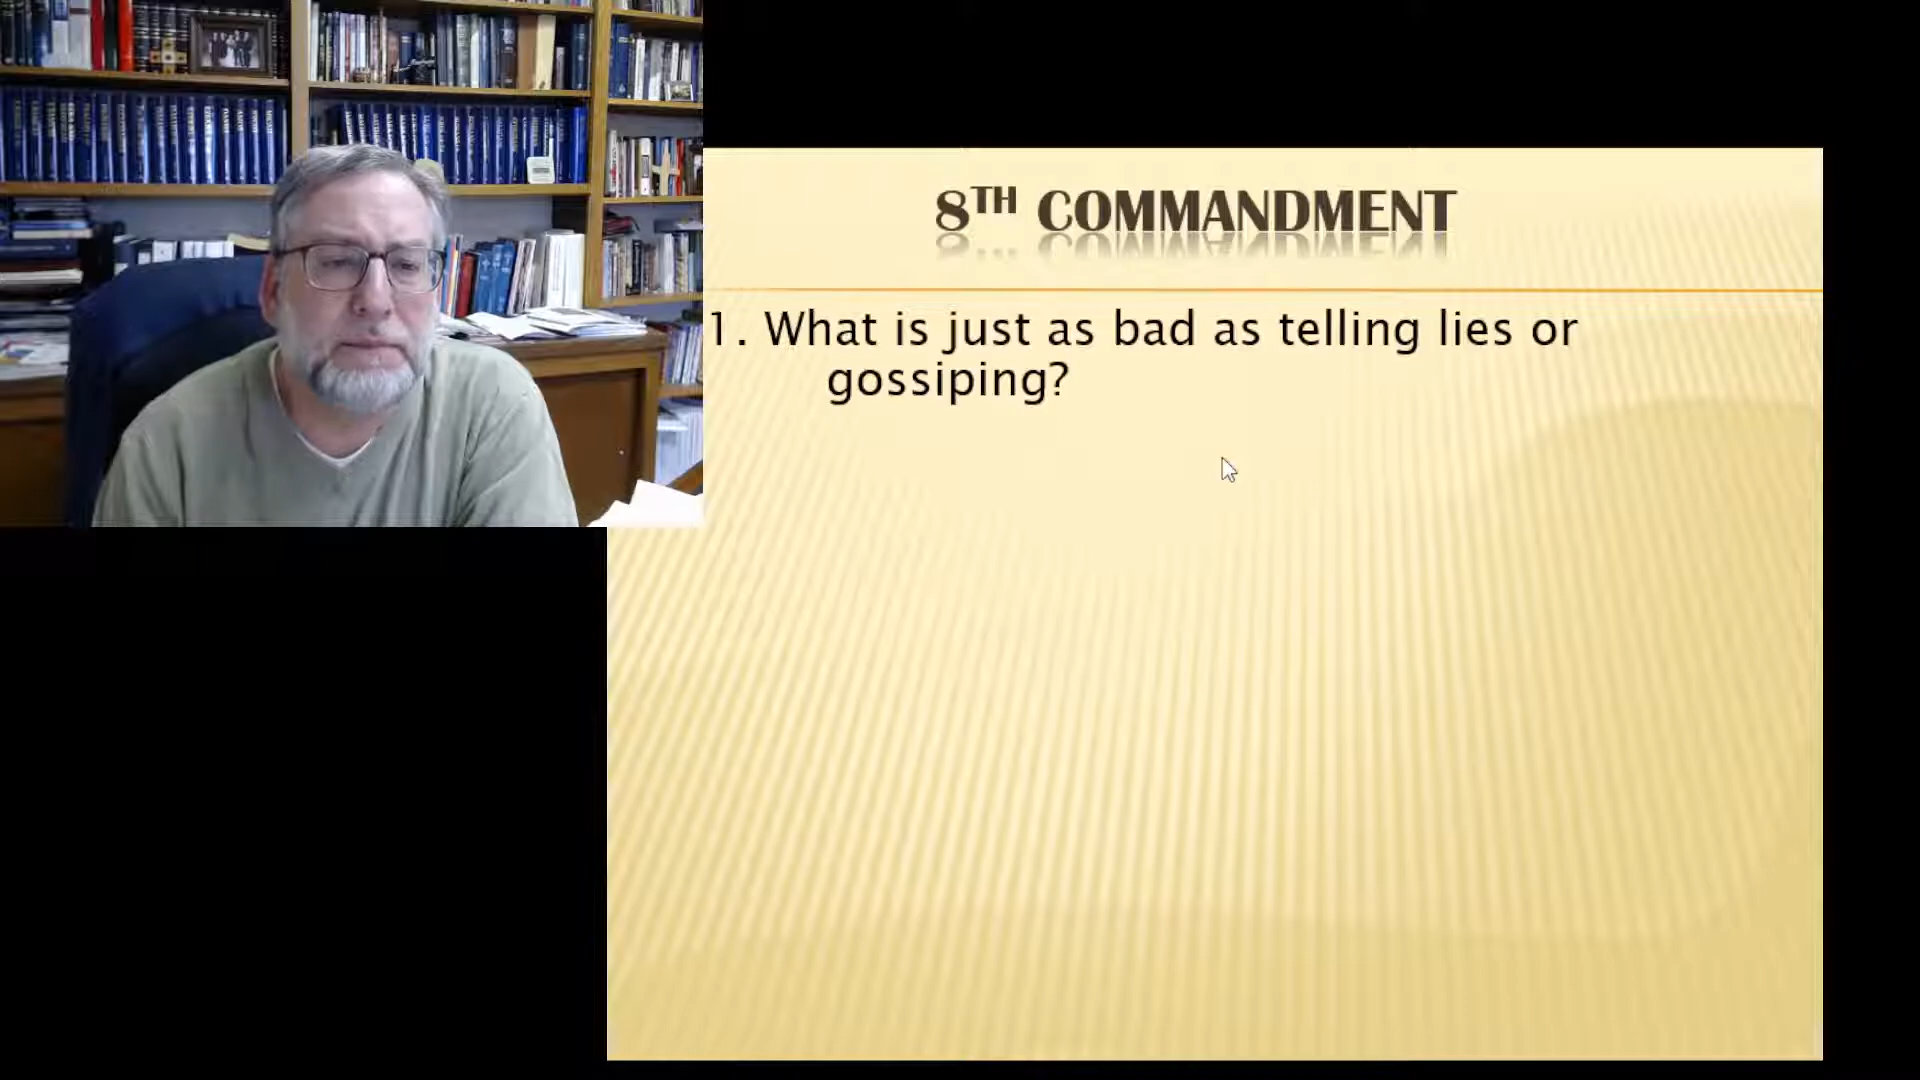 8TH COMMANDMENT
1. What is just as bad as telling lies or
gossiping?